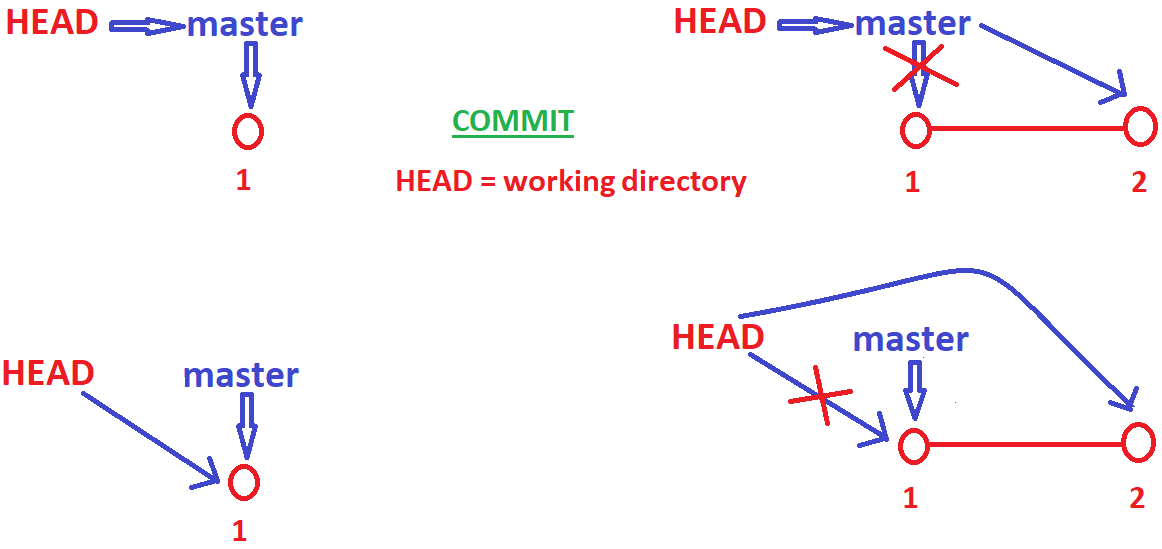 HEAD master
1
HEAD master
1 2
COMMIT
HEAD = working directory
HEAD master
1
HEAD master
1 2